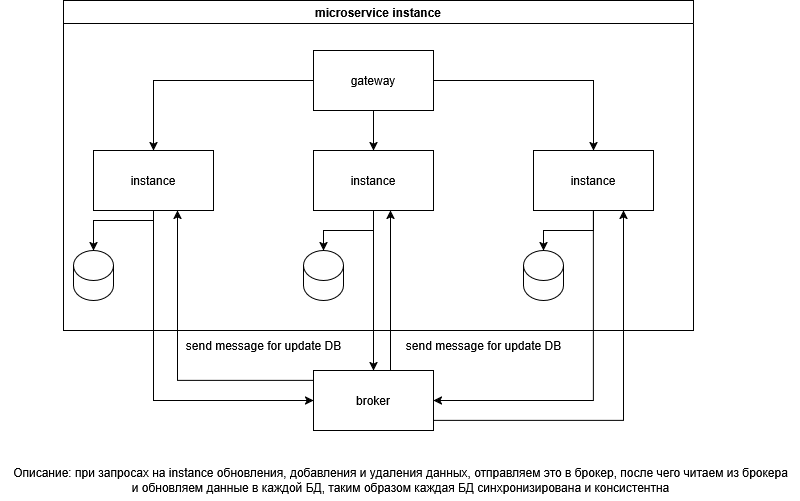 microservice instance
gateway
instance
instance
instance
send message for update DB
send message for update DB
broker
Описание: при запросах на instance обновления, добавления и удаления данных, отправляем это в брокер, после чего читаем из брокера
и обновляем данные в каждой БД, таким образом каждая БД синхронизирована и консистентна